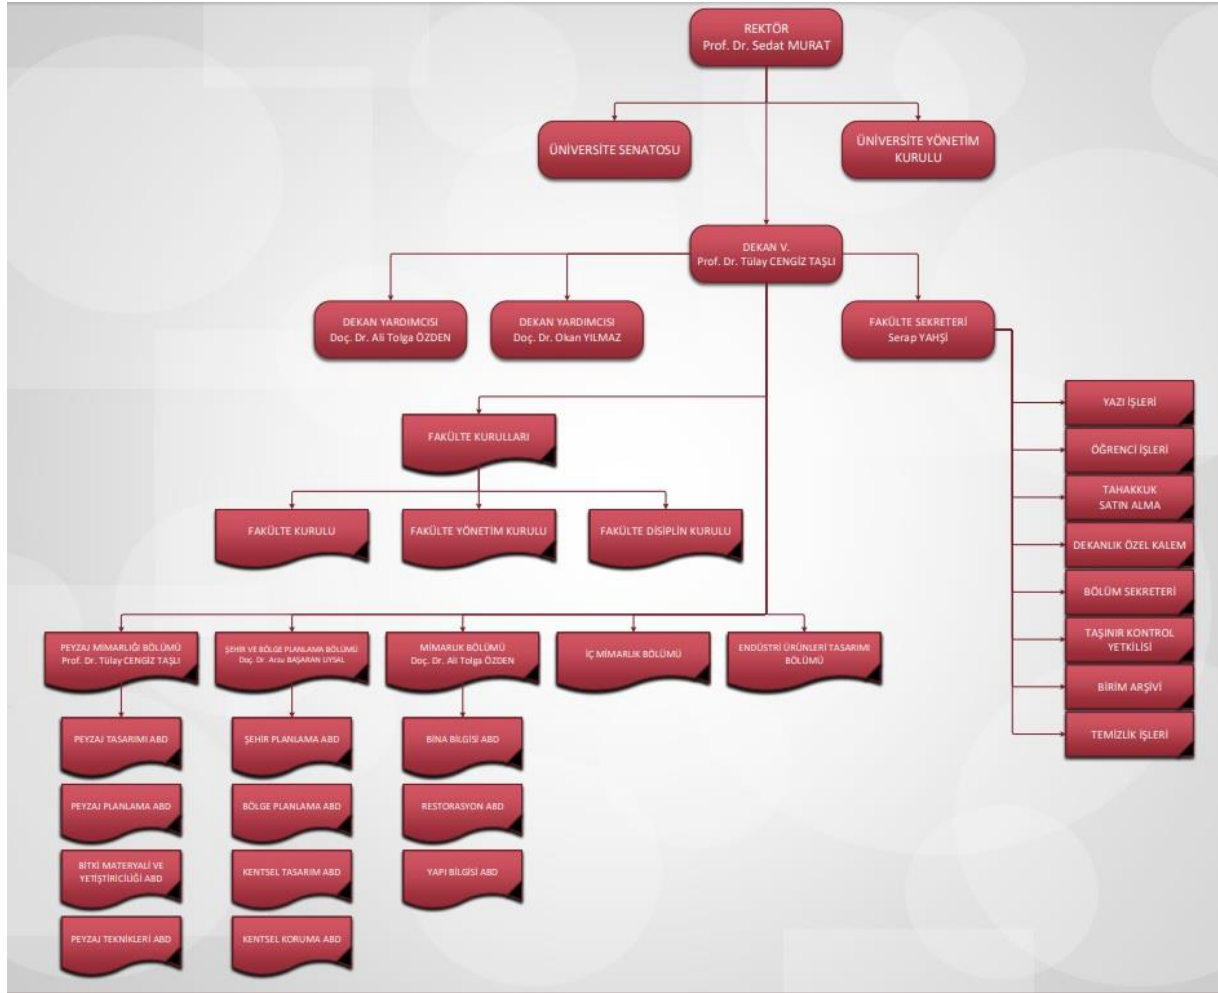 REKTÖR
Prof. Dr. Sedat MURAT
ÜNİVERSİTE SENATOSU
ÜNİVERSİTE YÖNETİM
KURULU
DEKAN V.
Prof. Dr. Tülay CENGİZ TAŞLI
DEKAN YARDIMCISI
Doç. Dr. Ali Tolga ÖZDEN
DEKAN YARDIMCISI
Doç. Dr. Okan YILMAZ
FAKÜLTE SEKRETERİ
Serap YAHŞİ
YAZI İŞLERİ
ÖĞRENCİ İŞLERİ
TAHAKKUK
SATIN ALMA
DEKANLIK ÖZEL KALEM
BÖLÜM SEKRETERİ
TAŞINIR KONTROL
YETKİLİSİ
BİRİM ARŞİVİ
TEMİZLİK İŞLERİ
FAKÜLTE KURULLARI
FAKÜLTE KURULU
FAKÜLTE YÖNETİM KURULU
FAKÜLTE DİSİPLİN KURULU
PEYZAJ MİMARLIĞI BÖLÜMÜ
Prof. Dr. Tülay CENGİZ TAŞLI
ŞEHİR VE BÖLGE PLANLAMA BÖLÜMÜ
Doç. Dr. Arzu BAŞARAN UYSAL
MİMARLIK BÖLÜMÜ
Doç. Dr. Ali Tolga ÖZDEN
İÇ MİMARLIK BÖLÜMÜ
ENDÜSTRİ ÜRÜNLERİ TASARIMI
BÖLÜMÜ
PEYZAJ TASARIMI ABD
PEYZAJ PLANLAMA ABD
BİTKİ MATERYALİ VE
YETİŞTİRİCİLİĞİ ABD
PEYZAJ TEKNİKLERİ ABD
ŞEHİR PLANLAMA ABD
BÖLGE PLANLAMA ABD
KENTSEL TASARIM ABD
KENTSEL KORUMA ABD
BİNA BİLGİSİ ABD
RESTORASYON ABD
YAPI BİLGİSİ ABD